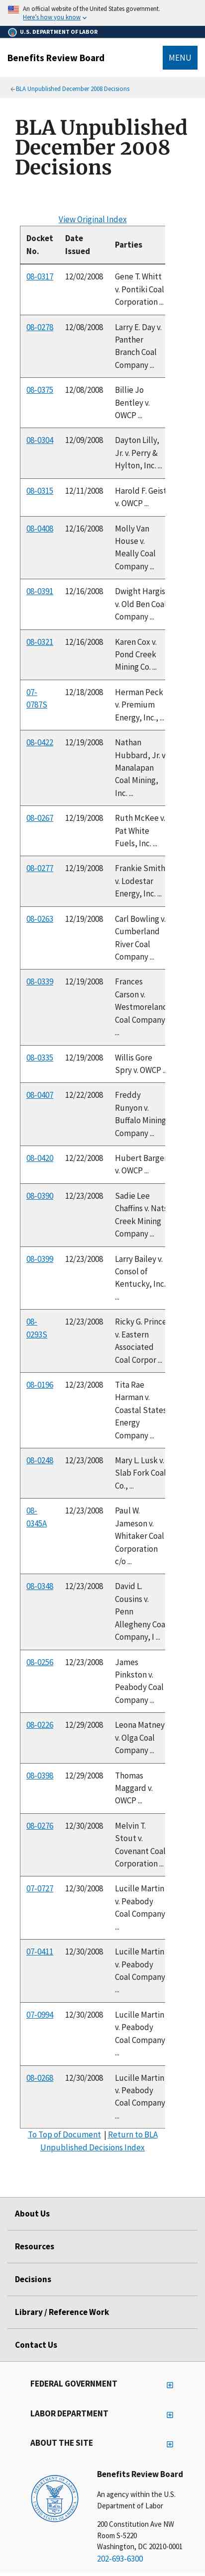 An official website of the United States government.
Here's how you know
U.S. DEPARTMENT OF LABOR
Benefits Review Board
MENU
BLA Unpublished December 2008 Decisions
BLA Unpublished
December 2008
Decisions
View Original Index
Docket No. Date Issued Parties
08-0317 12/02/2008 Gene T. Whitt
v. Pontiki Coal
Corporation ...
08-0278 12/08/2008 Larry E. Day v.
Panther
Branch Coal
Company ...
08-0375 12/08/2008 Billie Jo
Bentley v.
OWCP ...
08-0304 12/09/2008 Dayton Lilly,
Jr. v. Perry &
Hylton, Inc. ...
08-0315 12/11/2008 Harold F. Geist
v. OWCP ...
08-0408 12/16/2008 Molly Van
House v.
Meally Coal
Company ...
08-0391 12/16/2008 Dwight Hargis
v. Old Ben Coa
Company ...
08-0321 12/16/2008 Karen Cox v.
Pond Creek
Mining Co. ...
07-0787S 12/18/2008 Herman Peck
v. Premium
Energy, Inc., ...
08-0422 12/19/2008 Nathan
Hubbard, Jr. v
Manalapan
Coal Mining,
Inc. ...
08-0267 12/19/2008 Ruth McKee v.
Pat White
Fuels, Inc. ...
08-0277 12/19/2008 Frankie Smith
v. Lodestar
Energy, Inc. ...
08-0263 12/19/2008 Carl Bowling v.
Cumberland
River Coal
Company ...
08-0339 12/19/2008 Frances
Carson v.
Westmoreland
Coal Company
...
08-0335 12/19/2008 Willis Gore
Spry v. OWCP ..
08-0407 12/22/2008 Freddy
Runyon v.
Buffalo Mining
Company ...
08-0420 12/22/2008 Hubert Barge
v. OWCP ...
08-0390 12/23/2008 Sadie Lee
Chaffins v. Nats
Creek Mining
Company ...
08-0399 12/23/2008 Larry Bailey v.
Consol of
Kentucky, Inc.
...
08-0293S 12/23/2008 Ricky G. Prince
v. Eastern
Associated
Coal Corpor ...
08-0196 12/23/2008 Tita Rae
Harman v.
Coastal States
Energy
Company ...
08-0248 12/23/2008 Mary L. Lusk v.
Slab Fork Coal
Co., ...
08-0345A 12/23/2008 Paul W.
Jameson v.
Whitaker Coal
Corporation
c/o ...
08-0348 12/23/2008 David L.
Cousins v.
Penn
Allegheny Coa
Company, I ...
08-0256 12/23/2008 James
Pinkston v.
Peabody Coal
Company ...
08-0226 12/29/2008 Leona Matney
v. Olga Coal
Company ...
08-0398 12/29/2008 Thomas
Maggard v.
OWCP ...
08-0276 12/30/2008 Melvin T.
Stout v.
Covenant Coal
Corporation ...
07-0727 12/30/2008 Lucille Martin
v. Peabody
Coal Company
...
07-0411 12/30/2008 Lucille Martin
v. Peabody
Coal Company
...
07-0994 12/30/2008 Lucille Martin
v. Peabody
Coal Company
...
08-0268 12/30/2008 Lucille Martin
v. Peabody
Coal Company
...
To Top of Document | Return to BLA
Unpublished Decisions Index
About Us
Resources
Decisions
Library / Reference Work
Contact Us
FEDERAL GOVERNMENT
LABOR DEPARTMENT
ABOUT THE SITE
Benefits Review Board
An agency within the U.S.
Department of Labor
200 Constitution Ave NW
Room S-5220
Washington, DC 20210-0001
202-693-6300